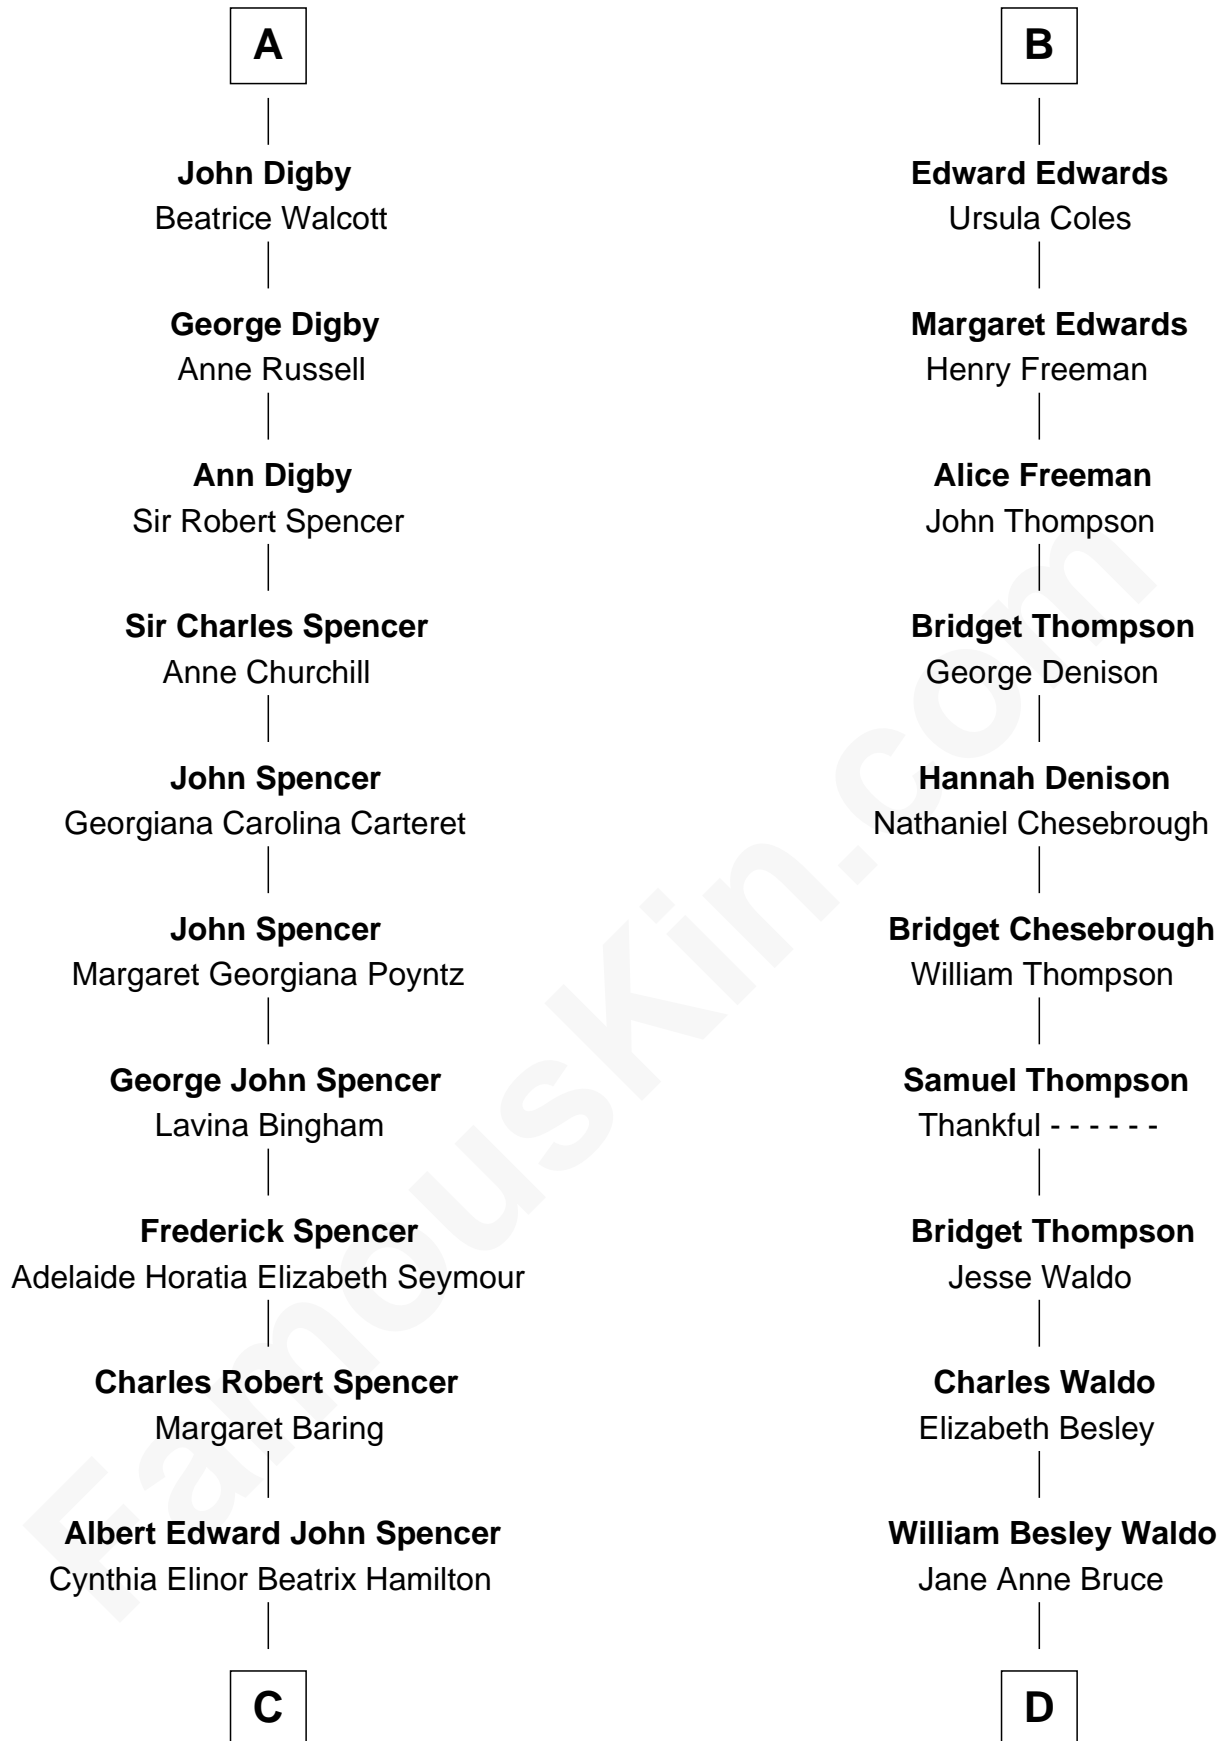 A
John Digby
Beatrice Walcott
George Digby
Anne Russell
Ann Digby
Sir Robert Spencer
Sir Charles Spencer
Anne Churchill
John Spencer
Georgiana Carolina Carteret
John Spencer
Margaret Georgiana Poyntz
George John Spencer
Lavina Bingham
Frederick Spencer
Adelaide Horatia Elizabeth Seymour
Charles Robert Spencer
Margaret Baring
Albert Edward John Spencer
Cynthia Elinor Beatrix Hamilton
C
B
Edward Edwards
Ursula Coles
Margaret Edwards
Henry Freeman
Alice Freeman
John Thompson
Bridget Thompson
George Denison
Hannah Denison
Nathaniel Chesebrough
Bridget Chesebrough
William Thompson
Samuel Thompson
Thankful - - - - - -
Bridget Thompson
Jesse Waldo
Charles Waldo
Elizabeth Besley
William Besley Waldo
Jane Anne Bruce
D
FamousKin.com